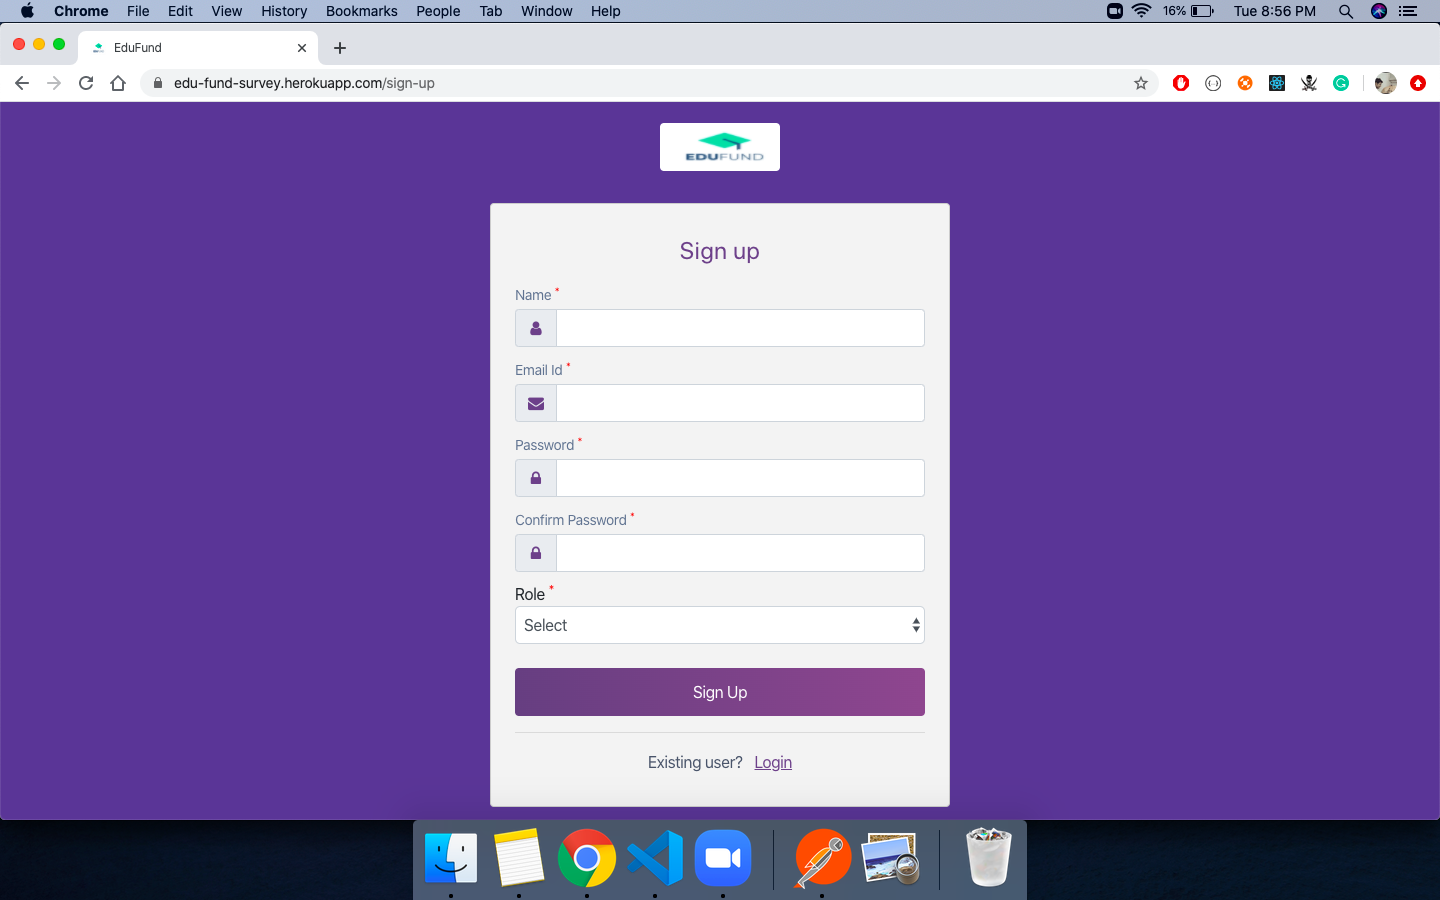 Chrome File Edit View History Bookmarks People Tab Window Help 16% Tue 8:56 PM
EduFund
edu-fund-survey.herokuapp.com/sign-up
EDUFUND
Sign up
Name *
Email Id *
Password *
Confirm Password *
Role *
Select
Sign Up
Existing user? Login